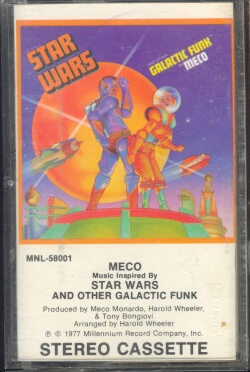 STAR
WARS
GALACTIC FUNK
MECO
MNL-58001
MECO
Music Inspired By
STAR WARS
AND OTHER GALACTIC FUNK
Produced by Meco Monardo, Harold Wheeler,
& Tony Bongiovi
Arranged by Harold Wheeler
℗ © 1977 Millennium Record Company, Inc.
STEREO CASSETTE